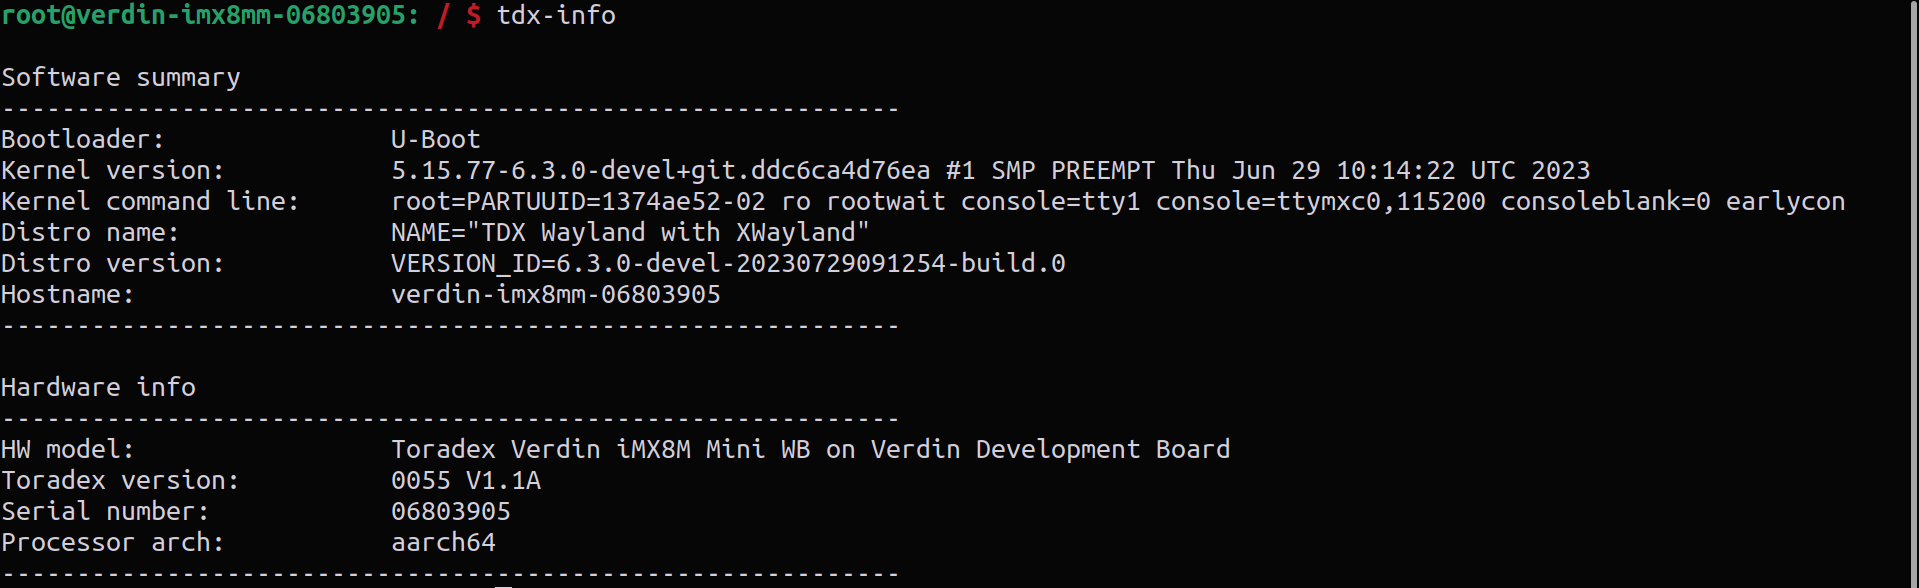 root@verdin-imx8mm-06803905: / $ tdx-info
Software summary
------------------------------------------------------------
Bootloader: U-Boot
Kernel version: 5.15.77-6.3.0-devel+git.ddc6ca4d76ea #1 SMP PREEMPT Thu Jun 29 10:14:22 UTC 2023
Kernel command line: root=PARTUUID=1374ae52-02 ro rootwait console=tty1 console=ttymxc0,115200 consoleblank=0 earlycon
Distro name: NAME="TDX Wayland with XWayland"
Distro version: VERSION_ID=6.3.0-devel-20230729091254-build.0
Hostname: verdin-imx8mm-06803905
------------------------------------------------------------
Hardware info
------------------------------------------------------------
HW model: Toradex Verdin iMX8M Mini WB on Verdin Development Board
Toradex version: 0055 V1.1A
Serial number: 06803905
Processor arch: aarch64
------------------------------------------------------------